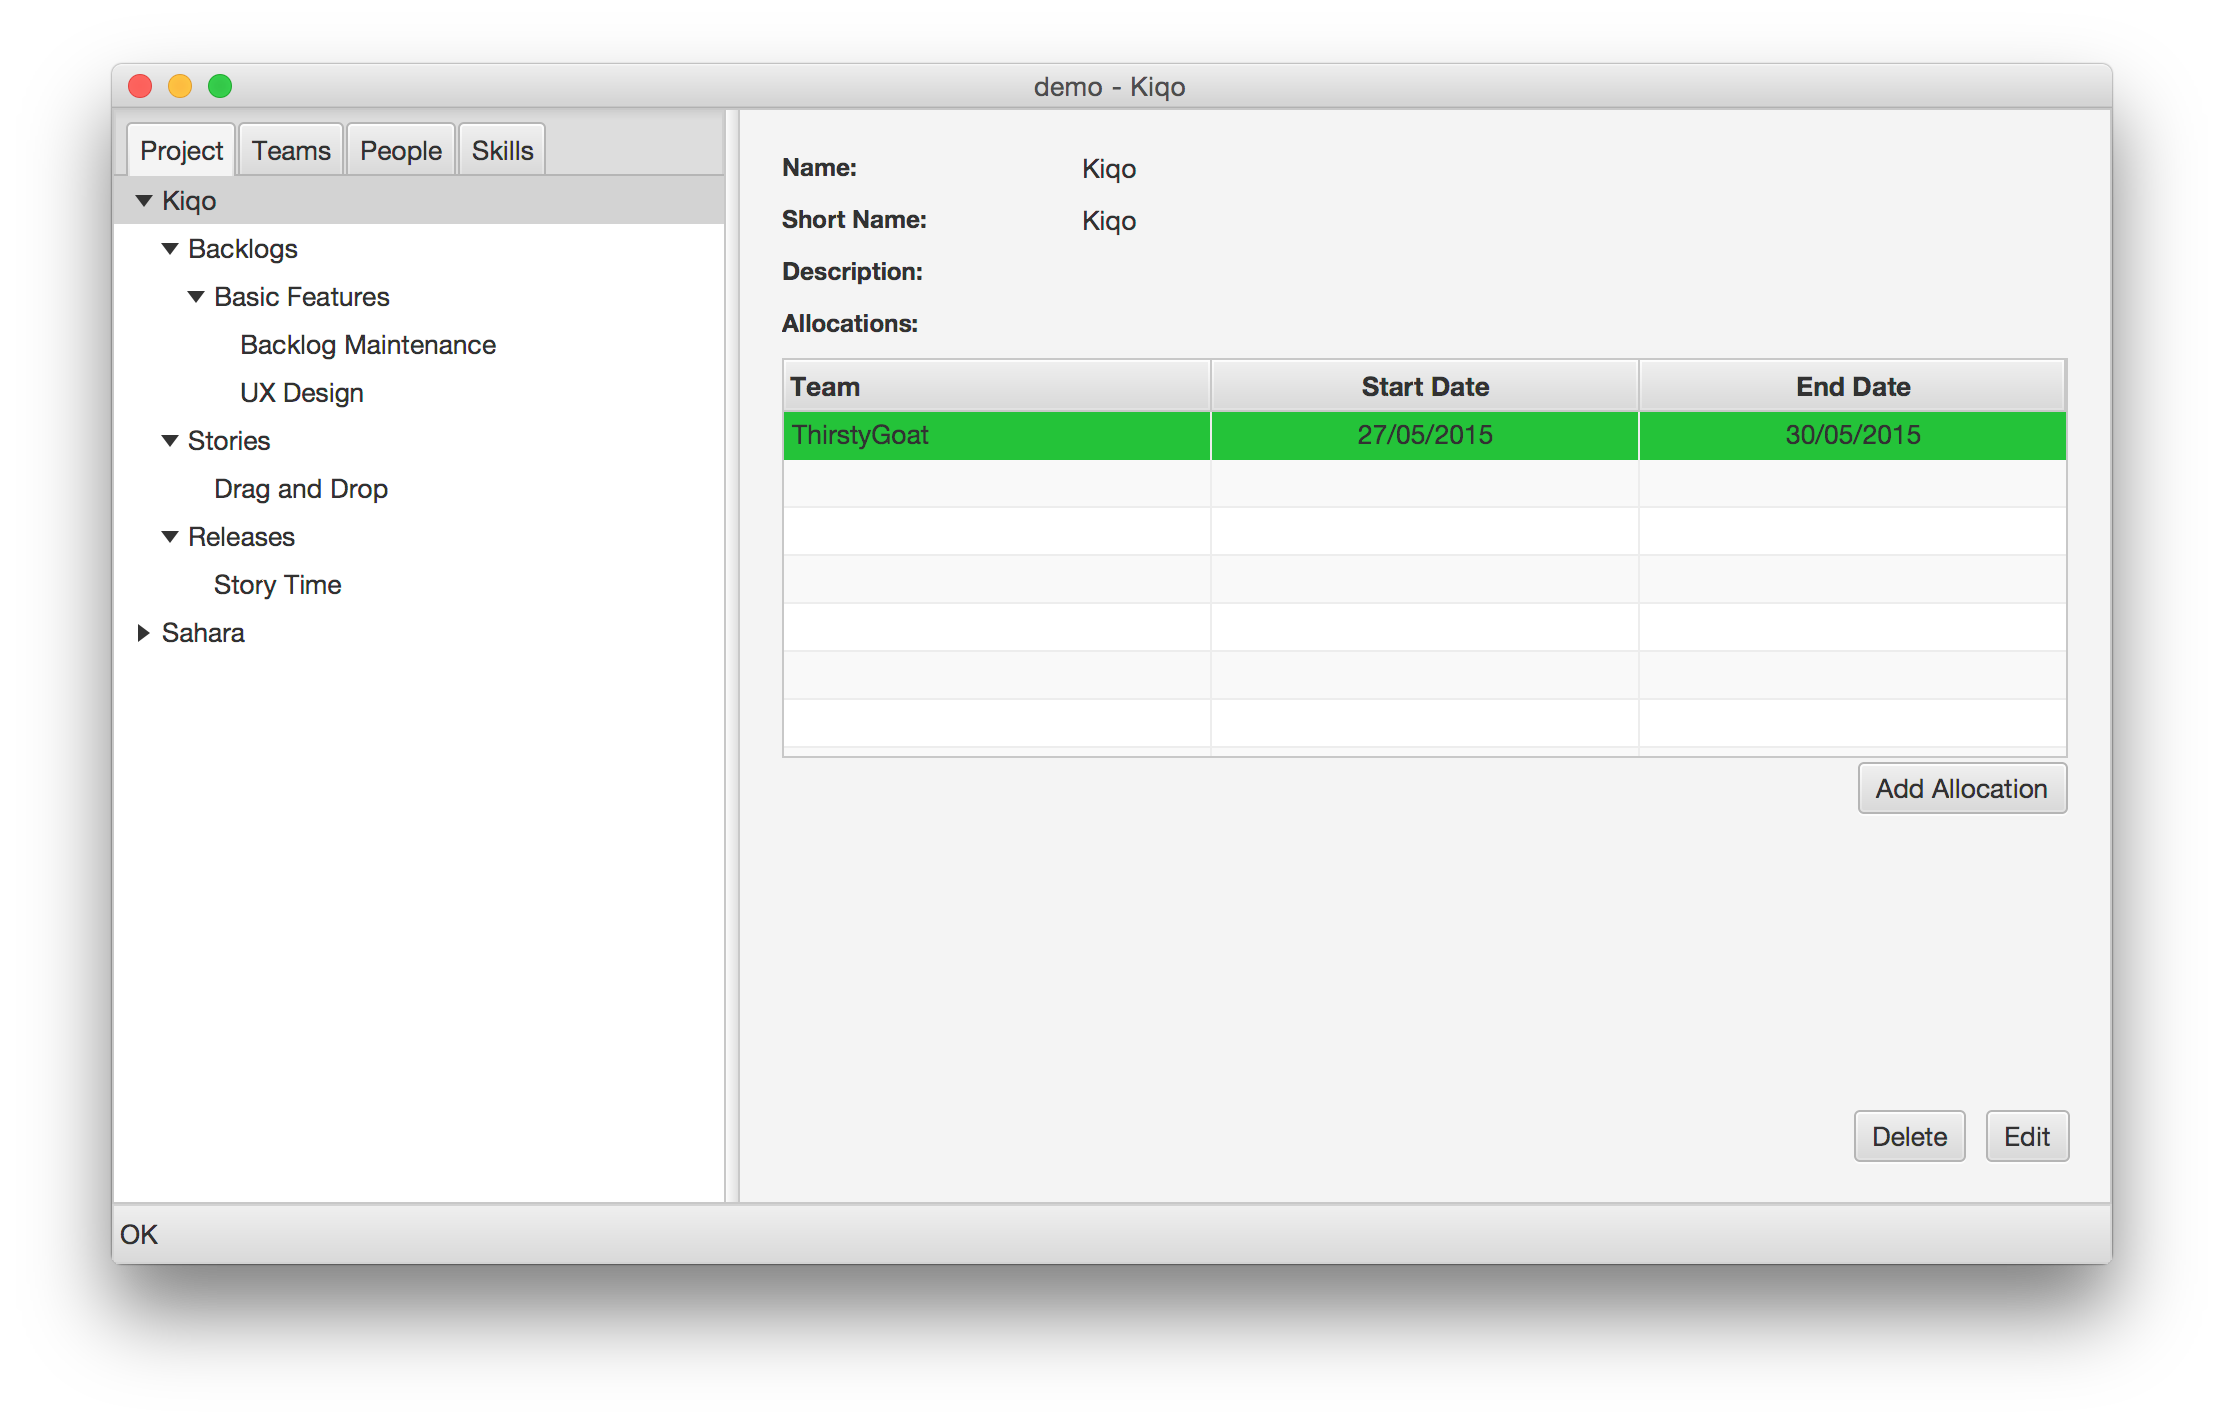 demo - Kiqo
Project Teams People Skills
Kiqo
Backlogs
Basic Features
Backlog Maintenance
UX Design
Stories
Drag and Drop
Releases
Story Time
Sahara
Name: Kiqo
Short Name: Kiqo
Description:
Allocations:
Team Start Date End Date
ThirstyGoat 27/05/2015 30/05/2015
Add Allocation
Delete Edit
OK